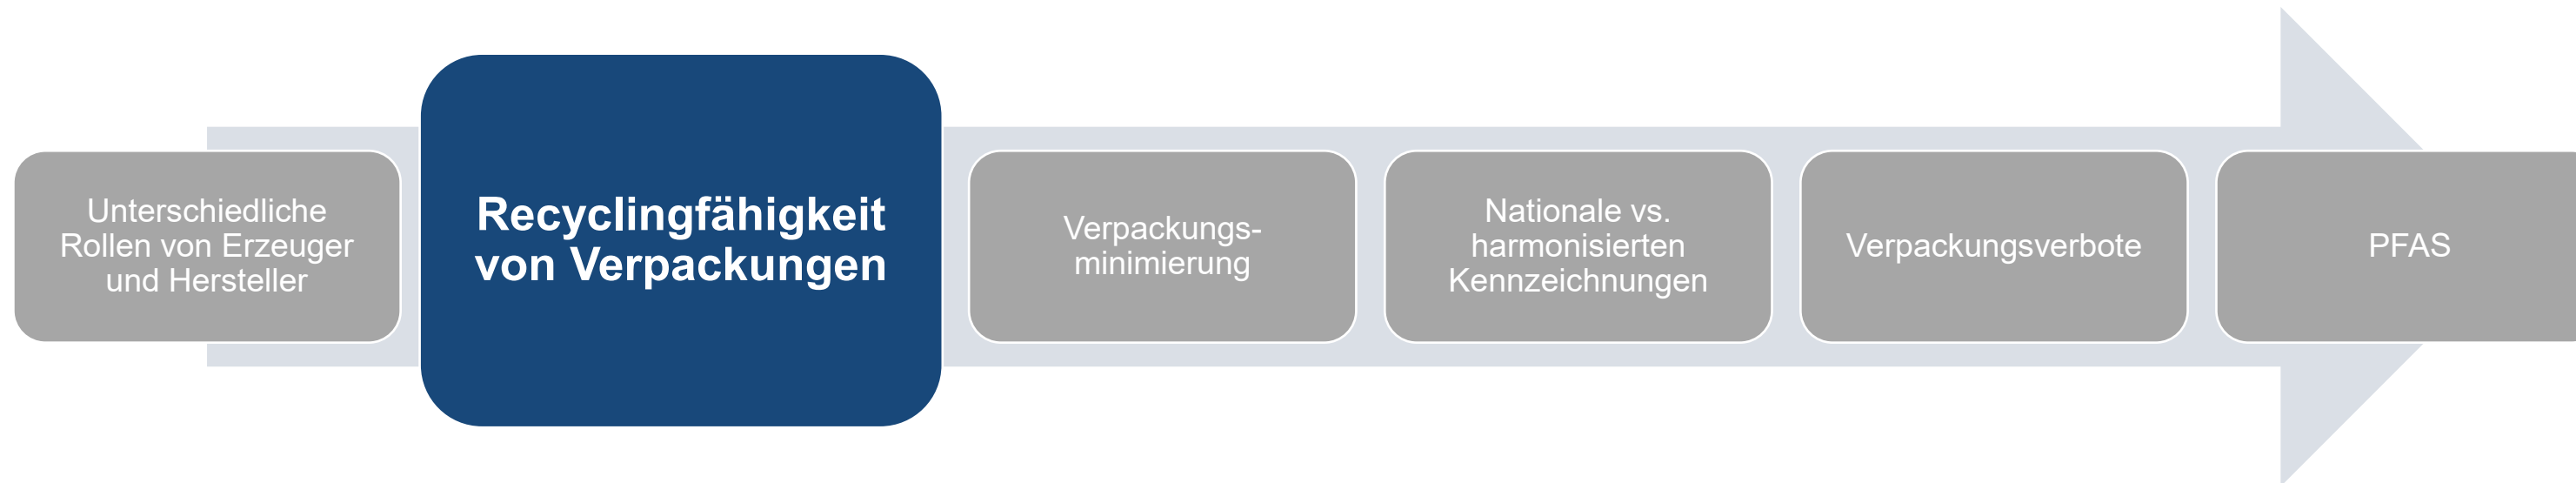 Unterschiedliche
Rollen von Erzeuger
und Hersteller
Recyclingfähigkeit
von Verpackungen
Verpackungs-
minimierung
Nationale vs.
harmonisierten
Kennzeichnungen
Verpackungsverbote
PFAS